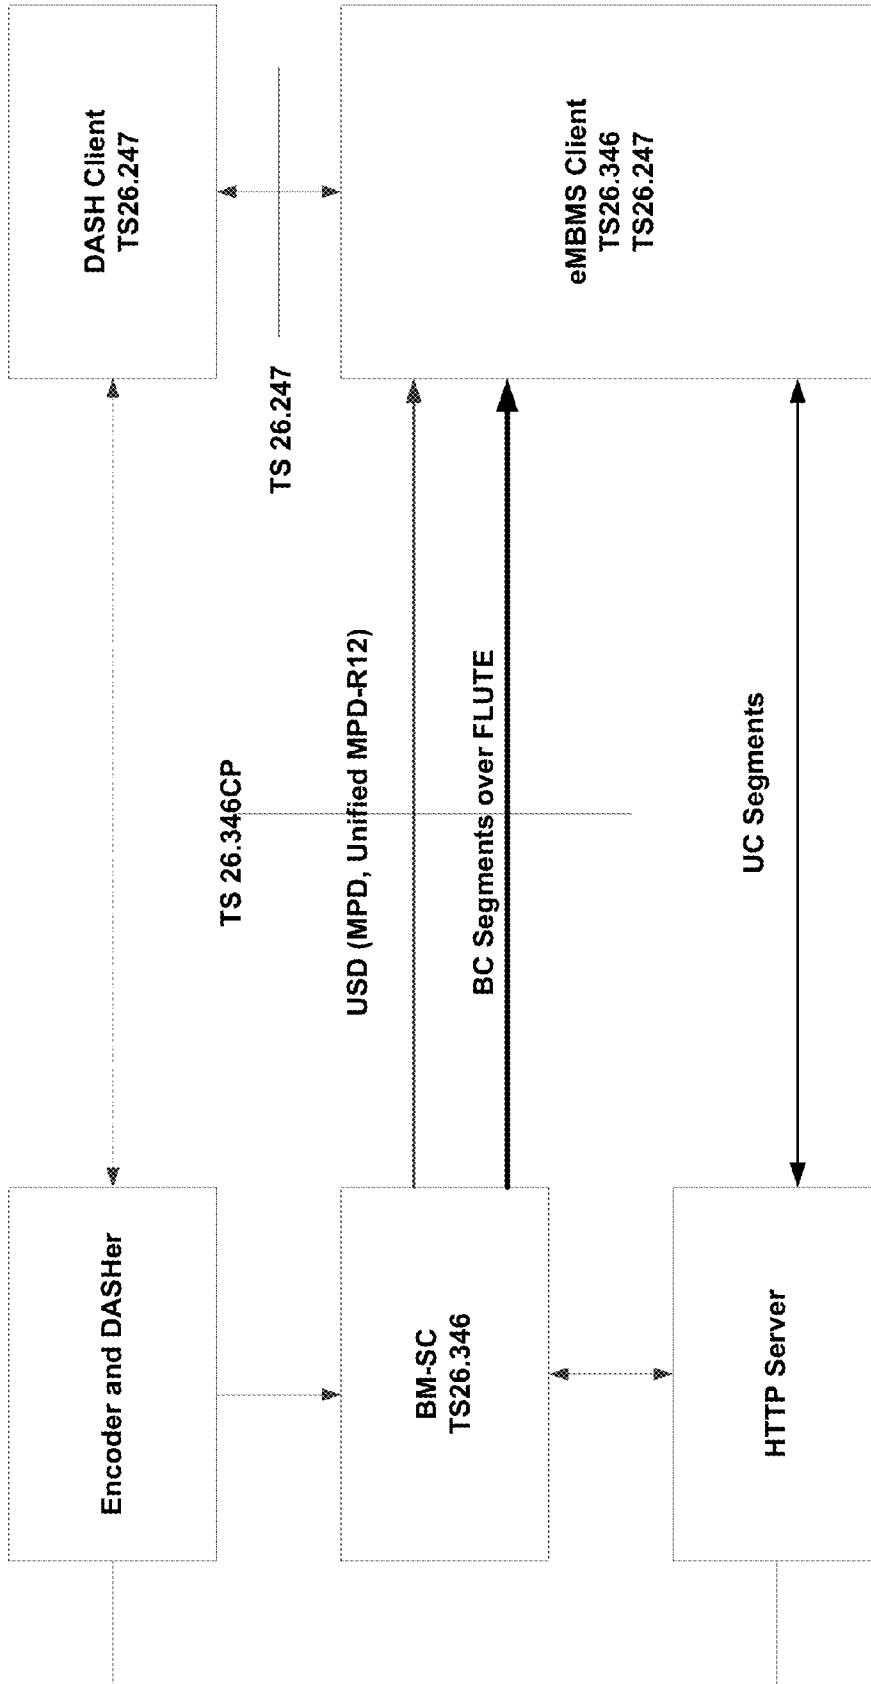 Encoder and DASHer
DASH Client
TS26.247
TS 26.346CP
TS 26.247
USD (MPD, Unified MPD-R12)
BM-SC
TS26.346
BC Segments over FLUTE
eMBMS Client
TS26.346
TS26.247
UC Segments
HTTP Server